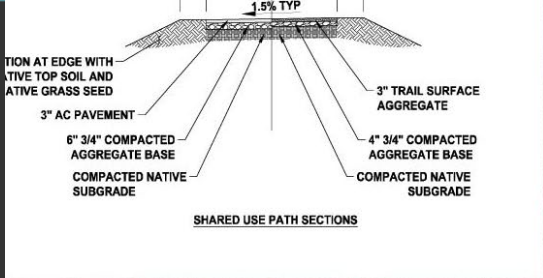 1.5% TYP
TION AT EDGE WITH
ATIVE TOP SOIL AND
ATIVE GRASS SEED
3" AC PAVEMENT
6" 3/4" COMPACTED
AGGREGATE BASE
COMPACTED NATIVE
SUBGRADE
3" TRAIL SURFACE
AGGREGATE
4" 3/4" COMPACTED
AGGREGATE BASE
COMPACTED NATIVE
SUBGRADE
SHARED USE PATH SECTIONS